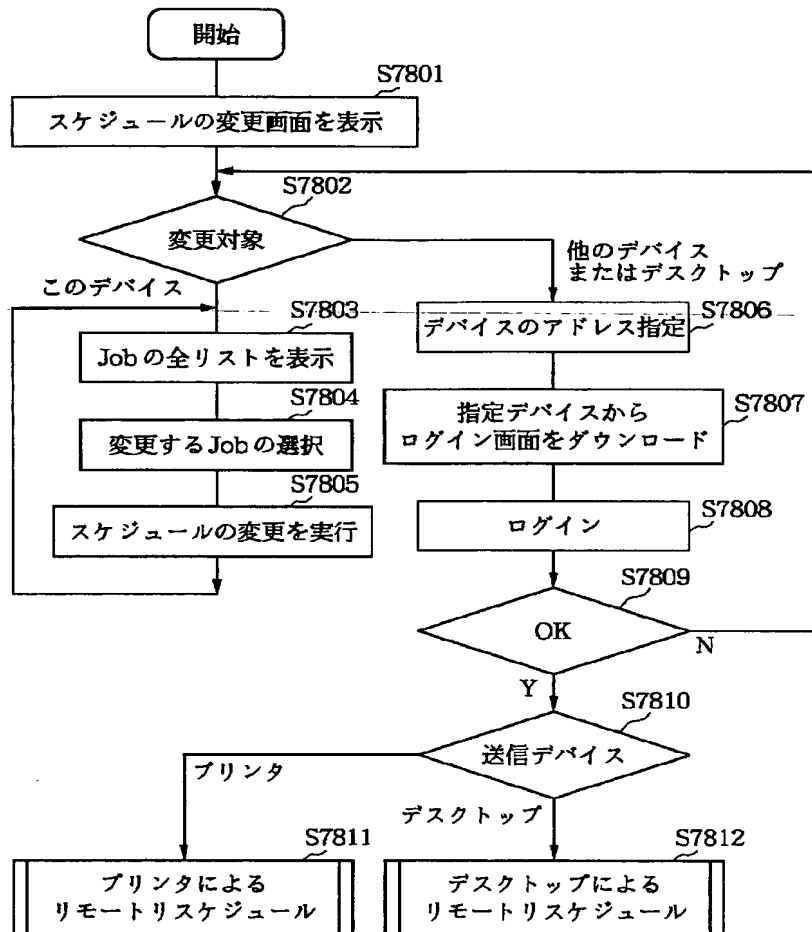 開始
S7801
スケジュールの変更画面を表示
S7802
変更対象
他のデバイス
またはデスクトップ
このデバイス
S7803
Jobの全リストを表示
S7804
変更するJobの選択
S7805
スケジュールの変更を実行
S7806
デバイスのアドレス指定
S7807
指定デバイスから
ログイン画面をダウンロード
S7808
ログイン
S7809
OK
N
Y
S7810
送信デバイス
プリンタ
デスクトップ
S7811
プリンタによる
リモートリスケジュール
S7812
デスクトップによる
リモートリスケジュール